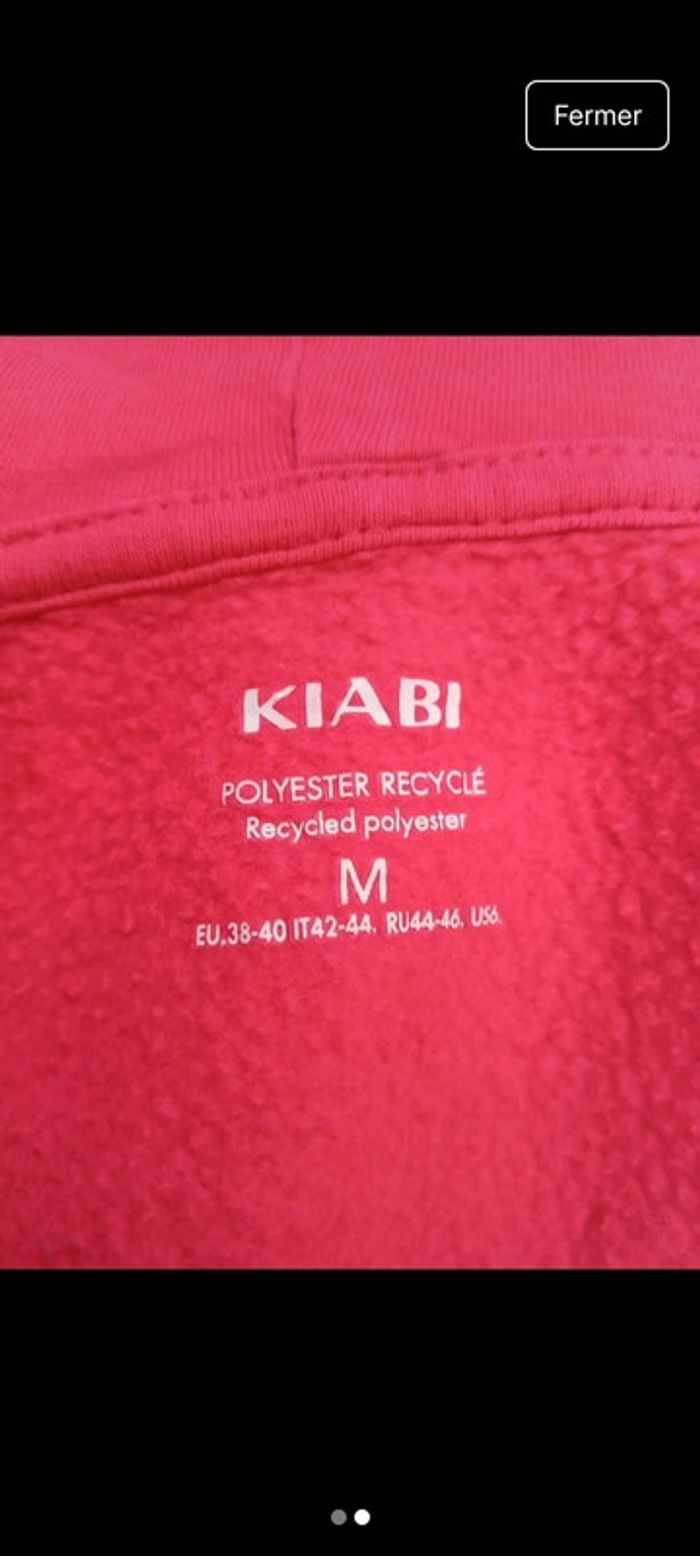 Fermer
KIABI
POLYESTER RECYCLÉ
Recycled polyester
M
EU.38-40 IT42-44. RU44-46. US6.